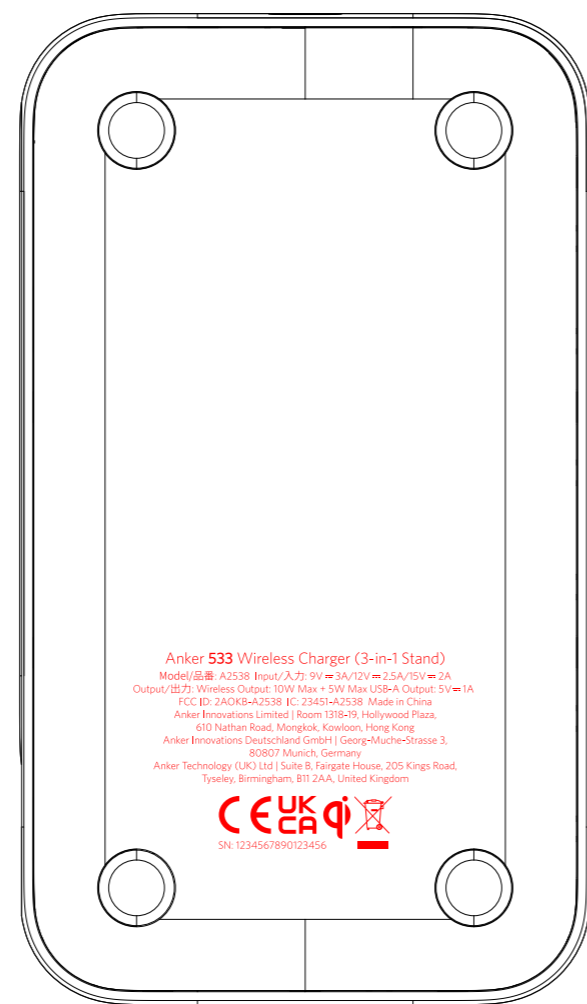 Anker 533 Wireless Charger (3-in-1 Stand)
Model/品番: A2538 Input/入力: 9V⎓3A/12V⎓2.5A/15V⎓2A
Output/出力: Wireless Output: 10W Max + 5W Max USB-A Output: 5V⎓1A
FCC ID: 2AOKB-A2538 IC: 23451-A2538 Made in China
Anker Innovations Limited | Room 1318-19, Hollywood Plaza,
610 Nathan Road, Mongkok, Kowloon, Hong Kong
Anker Innovations Deutschland GmbH | Georg-Muche-Strasse 3,
80807 Munich, Germany
Anker Technology (UK) Ltd | Suite B, Fairgate House, 205 Kings Road,
Tyseley, Birmingham, B11 2AA, United Kingdom
CE UK CA qi
SN: 1234567890123456